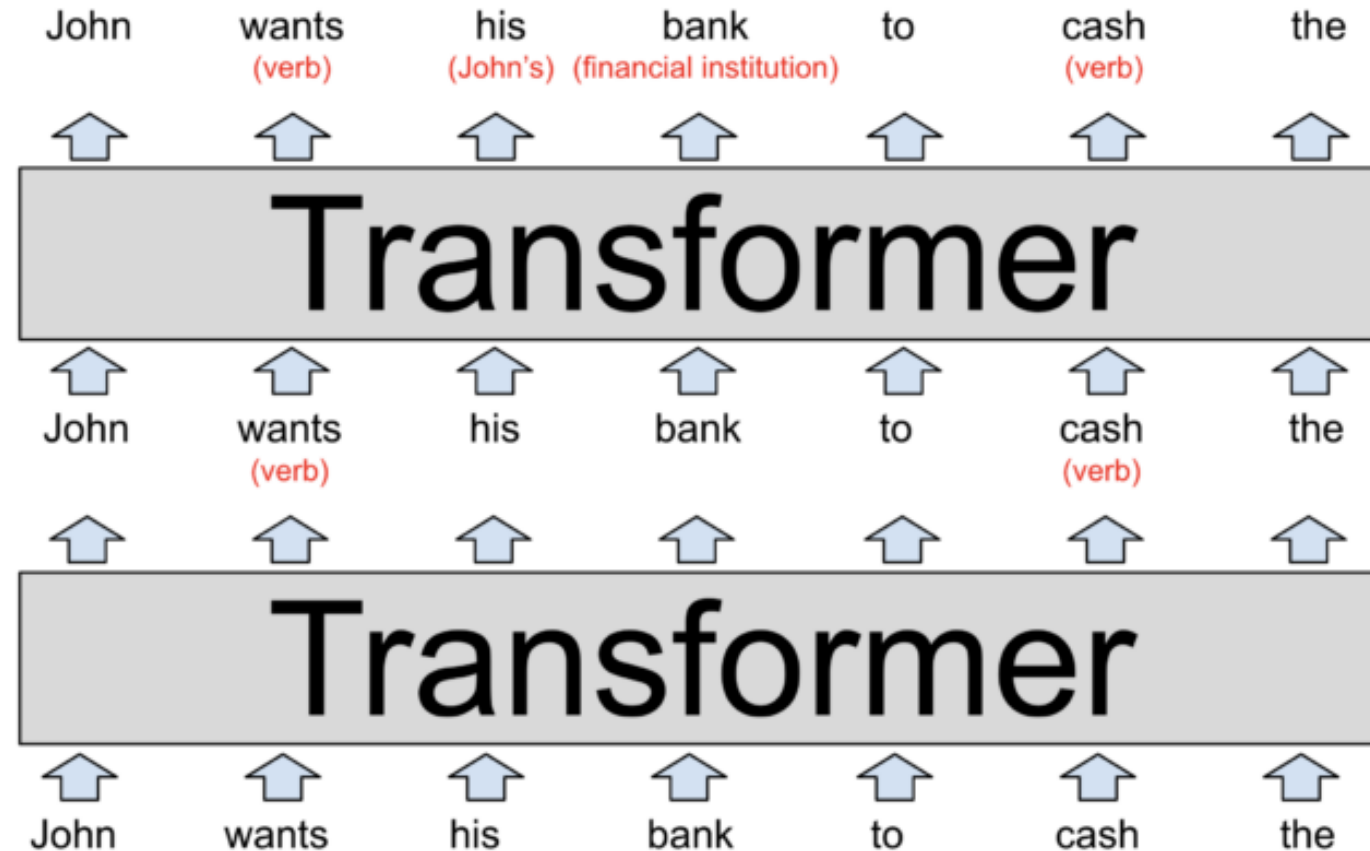 John wants his bank to cash the
(verb) (John's) (financial institution) (verb)
Transformer
John wants his bank to cash the
(verb) (verb)
Transformer
John wants his bank to cash the